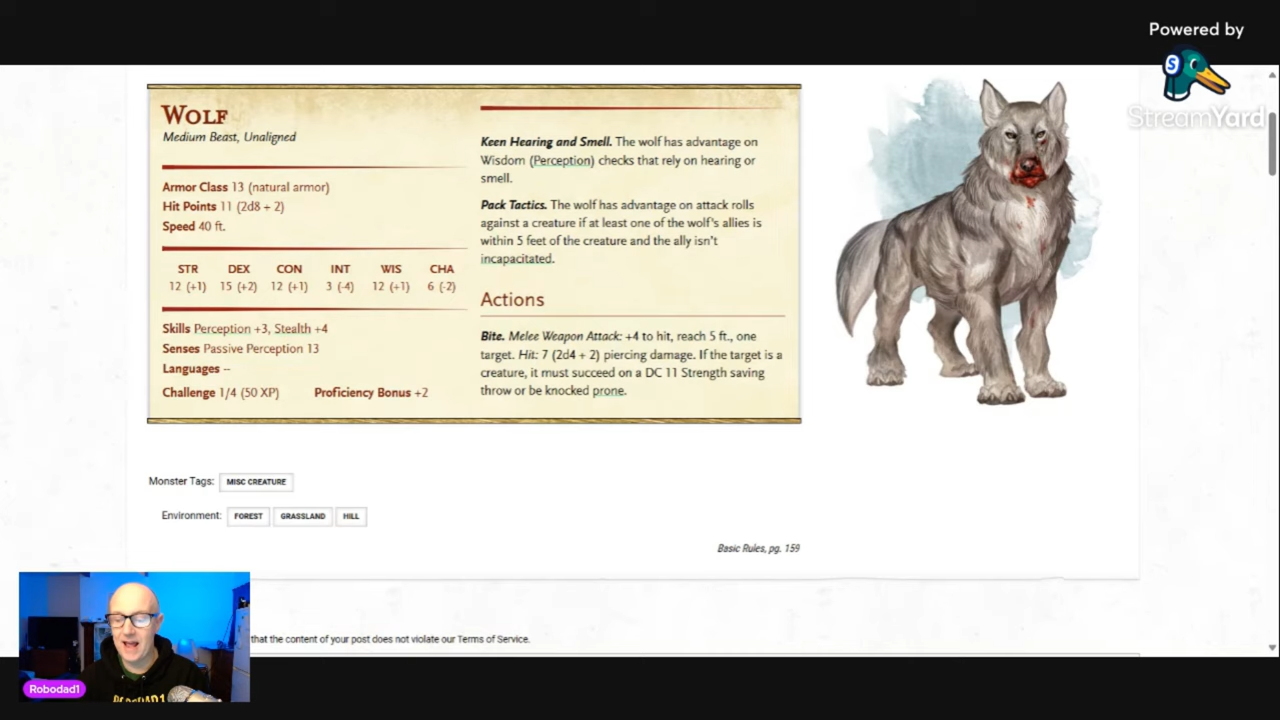 Powered by
StreamYard
WOLF
Medium Beast, Unaligned
Armor Class 13 (natural armor)
Hit Points 11 (2d8 + 2)
Speed 40 ft.
STR DEX CON INT WIS CHA
12 (+1) 15 (+2) 12 (+1) 3 (-4) 12 (+1) 6 (-2)
Skills Perception +3, Stealth +4
Senses Passive Perception 13
Languages --
Challenge 1/4 (50 XP) Proficiency Bonus +2
Keen Hearing and Smell. The wolf has advantage on
Wisdom (Perception) checks that rely on hearing or
smell.
Pack Tactics. The wolf has advantage on attack rolls
against a creature if at least one of the wolf's allies is
within 5 feet of the creature and the ally isn't
incapacitated.
Actions
Bite. Melee Weapon Attack: +4 to hit, reach 5 ft., one
target. Hit: 7 (2d4 + 2) piercing damage. If the target is a
creature, it must succeed on a DC 11 Strength saving
throw or be knocked prone.
Monster Tags: MISC CREATURE
Environment: FOREST GRASSLAND HILL
Basic Rules, pg. 159
that the content of your post does not violate our Terms of Service.
Robodad1